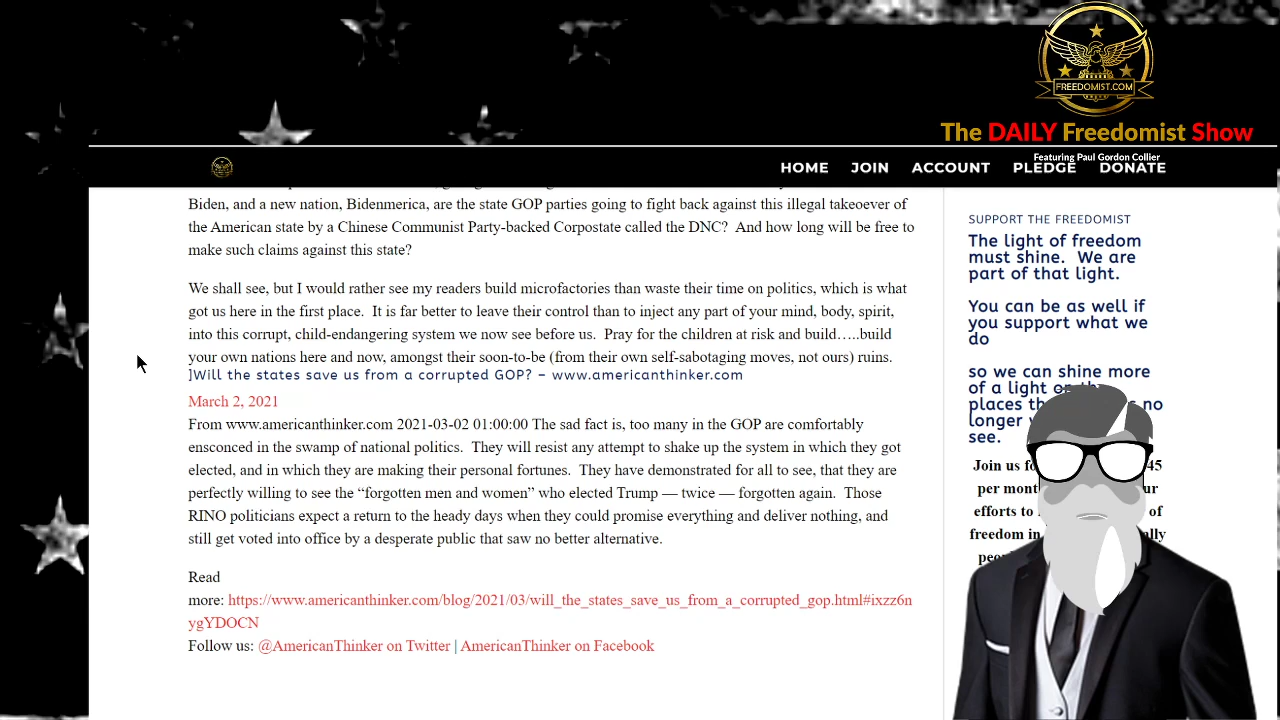 FREEDOMIST.COM
The DAILY Freedomist Show
Featuring Paul Gordon Collier
HOME JOIN ACCOUNT PLEDGE DONATE
Biden, and a new nation, Bidenmerica, are the state GOP parties going to fight back against this illegal takeoever of
the American state by a Chinese Communist Party-backed Corpostate called the DNC?  And how long will be free to
make such claims against this state?
We shall see, but I would rather see my readers build microfactories than waste their time on politics, which is what
got us here in the first place.  It is far better to leave their control than to inject any part of your mind, body, spirit,
into this corrupt, child-endangering system we now see before us.  Pray for the children at risk and build…..build
your own nations here and now, amongst their soon-to-be (from their own self-sabotaging moves, not ours) ruins.
]Will the states save us from a corrupted GOP? – www.americanthinker.com
March 2, 2021
From www.americanthinker.com 2021-03-02 01:00:00 The sad fact is, too many in the GOP are comfortably
ensconced in the swamp of national politics.  They will resist any attempt to shake up the system in which they got
elected, and in which they are making their personal fortunes.  They have demonstrated for all to see, that they are
perfectly willing to see the “forgotten men and women” who elected Trump — twice — forgotten again.  Those
RINO politicians expect a return to the heady days when they could promise everything and deliver nothing, and
still get voted into office by a desperate public that saw no better alternative.
Read
more: https://www.americanthinker.com/blog/2021/03/will_the_states_save_us_from_a_corrupted_gop.html#ixzz6n
ygYDOCN
Follow us: @AmericanThinker on Twitter | AmericanThinker on Facebook
SUPPORT THE FREEDOMIST
The light of freedom
must shine.  We are
part of that light.
You can be as well if
you support what we
do
so we can shine more
of a light on
places no
longer
see.
Join us 45
per
efforts to of
freedom in